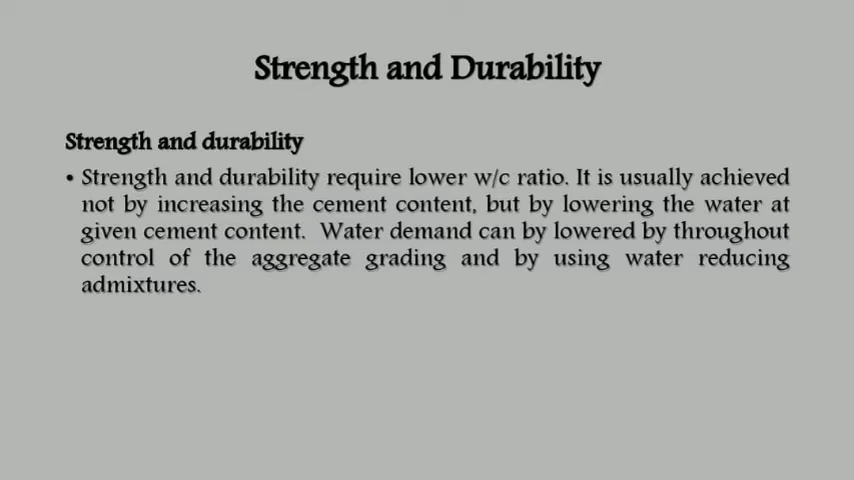 Strength and Durability
Strength and durability
• Strength and durability require lower w/c ratio. It is usually achieved
not by increasing the cement content, but by lowering the water at
given cement content.  Water demand can by lowered by throughout
control of the aggregate grading and by using water reducing
admixtures.